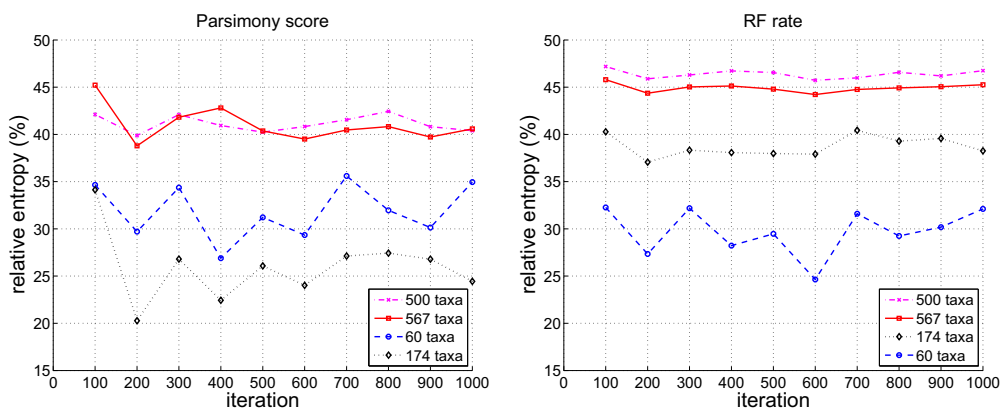 Parsimony score
relative entropy (%)
50
45
40
35
30
25
20
15
0 100 200 300 400 500 600 700 800 900 1000
iteration
500 taxa
567 taxa
60 taxa
174 taxa
RF rate
relative entropy (%)
50
45
40
35
30
25
20
15
0 100 200 300 400 500 600 700 800 900 1000
iteration
500 taxa
567 taxa
174 taxa
60 taxa